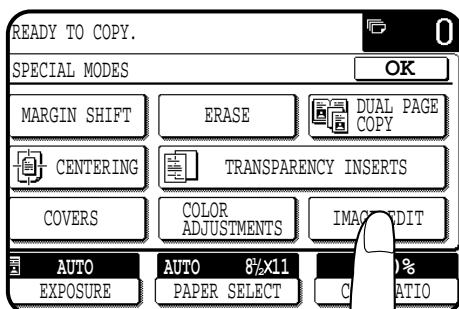 READY TO COPY. 0
SPECIAL MODES OK
MARGIN SHIFT
ERASE
DUAL PAGE
COPY
CENTERING
TRANSPARENCY INSERTS
COVERS
COLOR
ADJUSTMENTS
EDIT
AUTO
EXPOSURE
AUTO 8½X11
PAPER SELECT
%